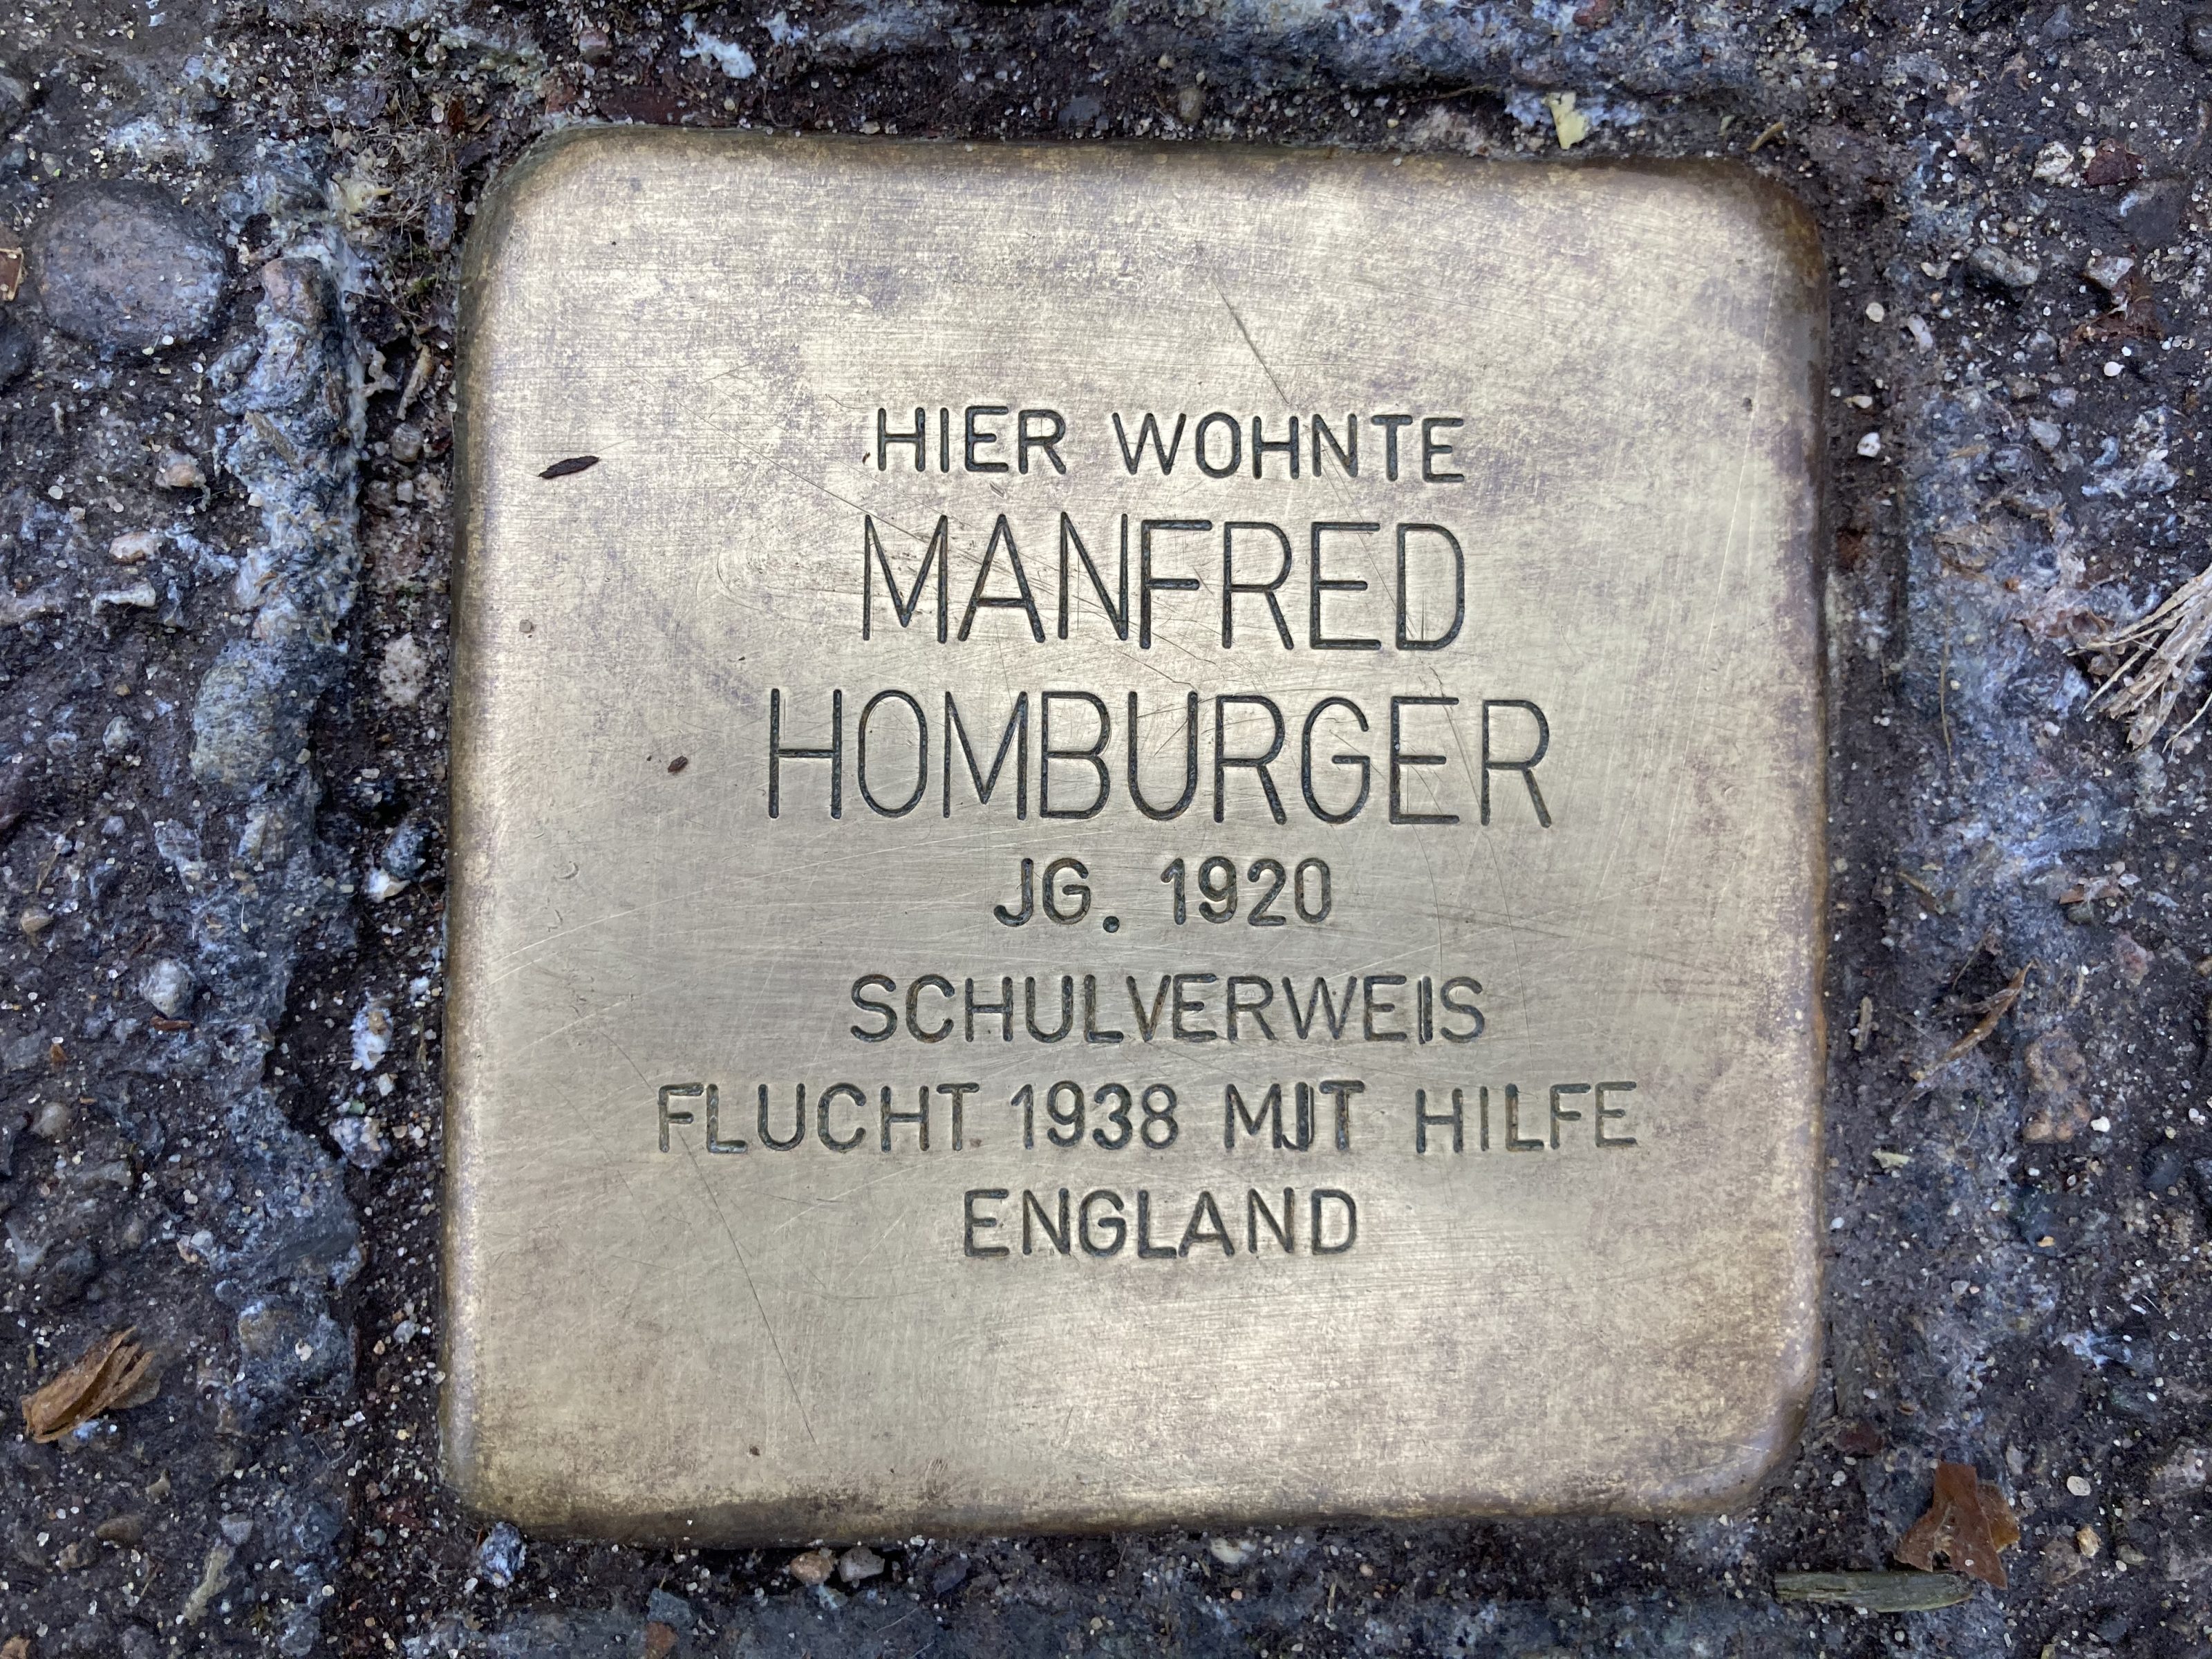 HIER WOHNTE
MANFRED
HOMBURGER
JG. 1920
SCHULVERWEIS
FLUCHT 1938 MIT HILFE
ENGLAND